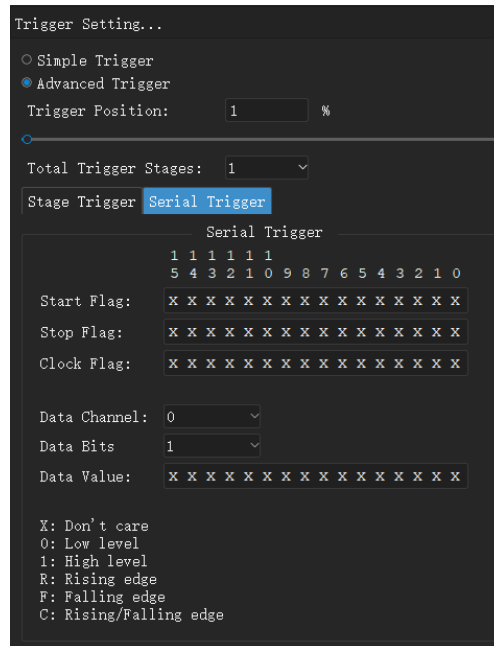 Trigger Setting...
Simple Trigger
Advanced Trigger
Trigger Position: 1 %
Total Trigger Stages: 1
Stage Trigger Serial Trigger
Serial Trigger
1 1 1 1 1 1
5 4 3 2 1 0 9 8 7 6 5 4 3 2 1 0
Start Flag: X X X X X X X X X X X X X X X X
Stop Flag: X X X X X X X X X X X X X X X X
Clock Flag: X X X X X X X X X X X X X X X X
Data Channel: 0
Data Bits 1
Data Value: X X X X X X X X X X X X X X X X
X: Don't care
0: Low level
1: High level
R: Rising edge
F: Falling edge
C: Rising/Falling edge